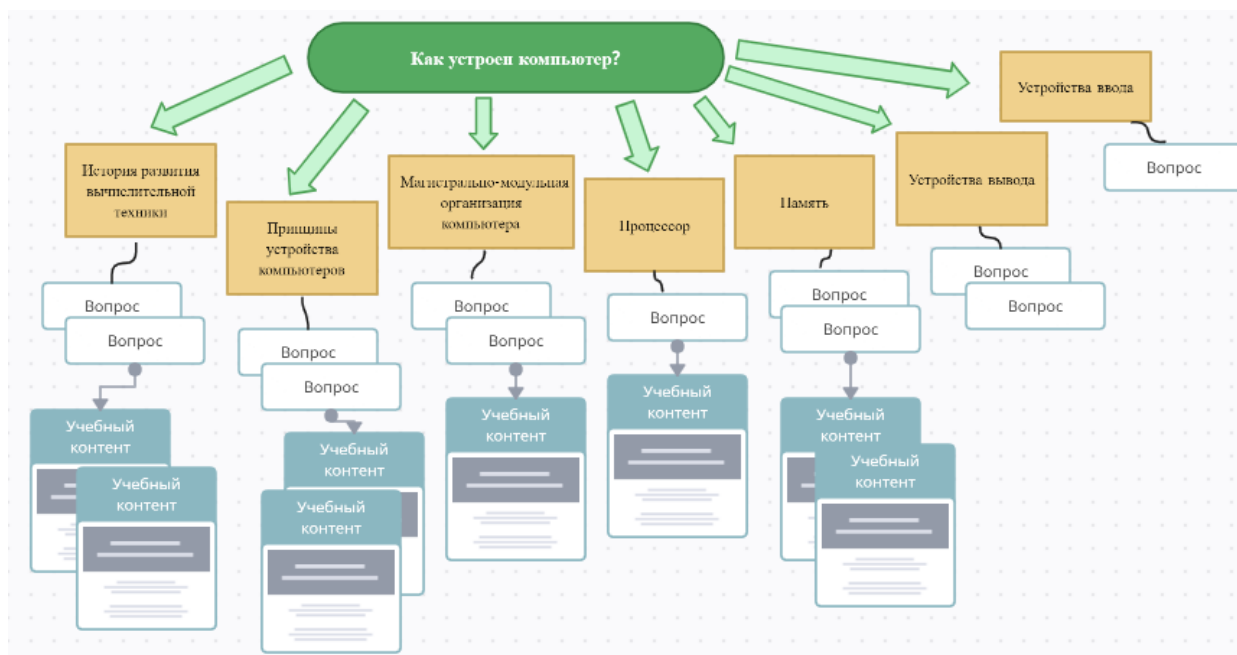 Как устроен компьютер?
Устройства ввода
Вопрос
История развития
вычислительной
техники
Вопрос
Вопрос
Учебный
контент
Учебный
контент
Принципы
устройства
компьютеров
Вопрос
Вопрос
Учебный
контент
Учебный
контент
Магистрально-модульная
организация
компьютера
Вопрос
Вопрос
Учебный
контент
Процессор
Вопрос
Учебный
контент
Память
Вопрос
Вопрос
Учебный
контент
Учебный
контент
Устройства вывода
Вопрос
Вопрос